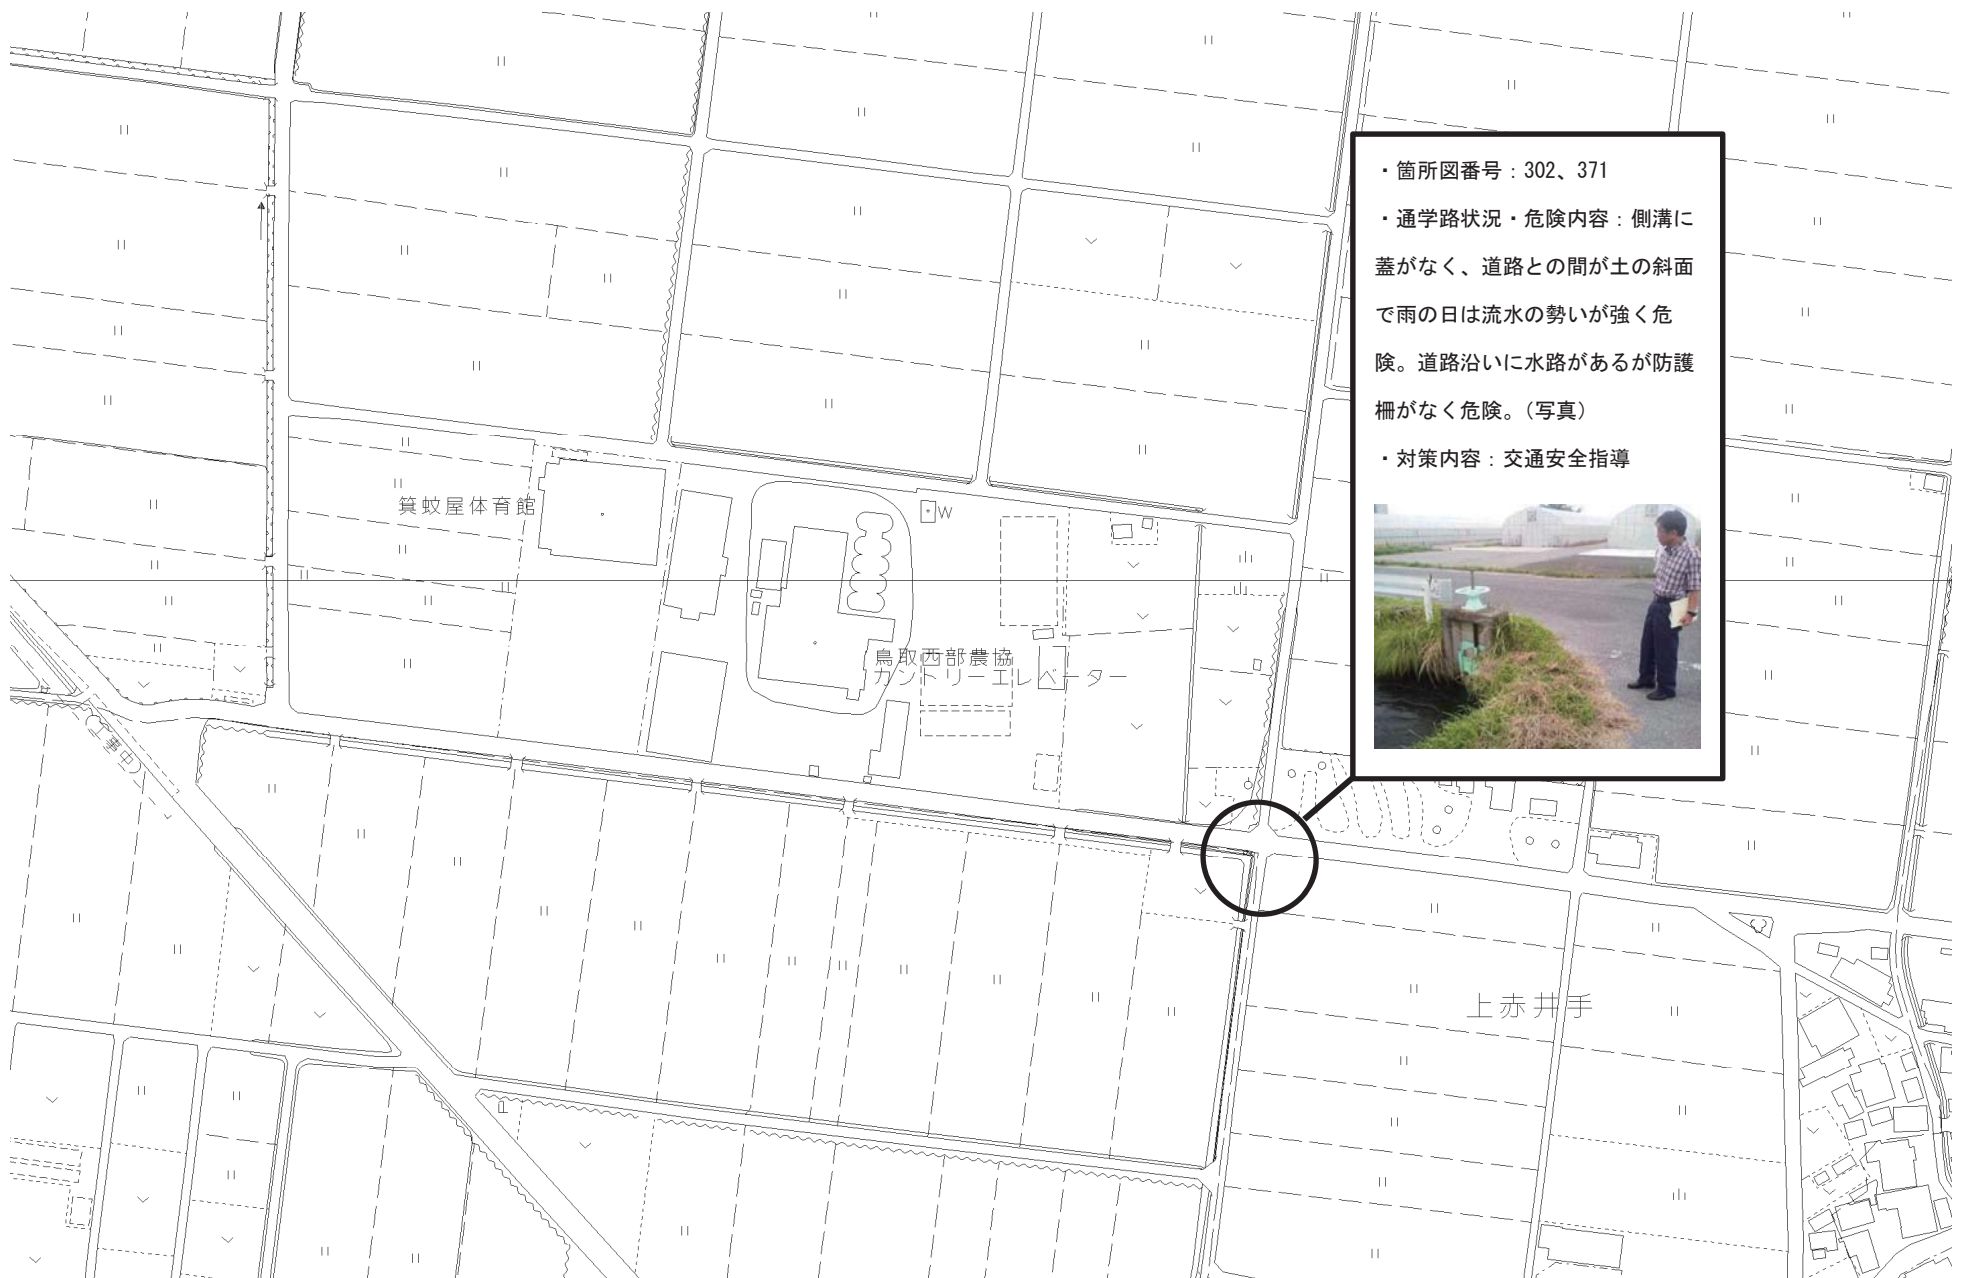 ・箇所図番号：302、371
・通学路状況・危険内容：側溝に
蓋がなく、道路との間が土の斜面
で雨の日は流水の勢いが強く危
険。道路沿いに水路があるが防護
柵がなく危険。（写真）
・対策内容：交通安全指導
箕蚊屋体育館
W
鳥取西部農協
カントリーエレベーター
(工事中)
上赤井手
P